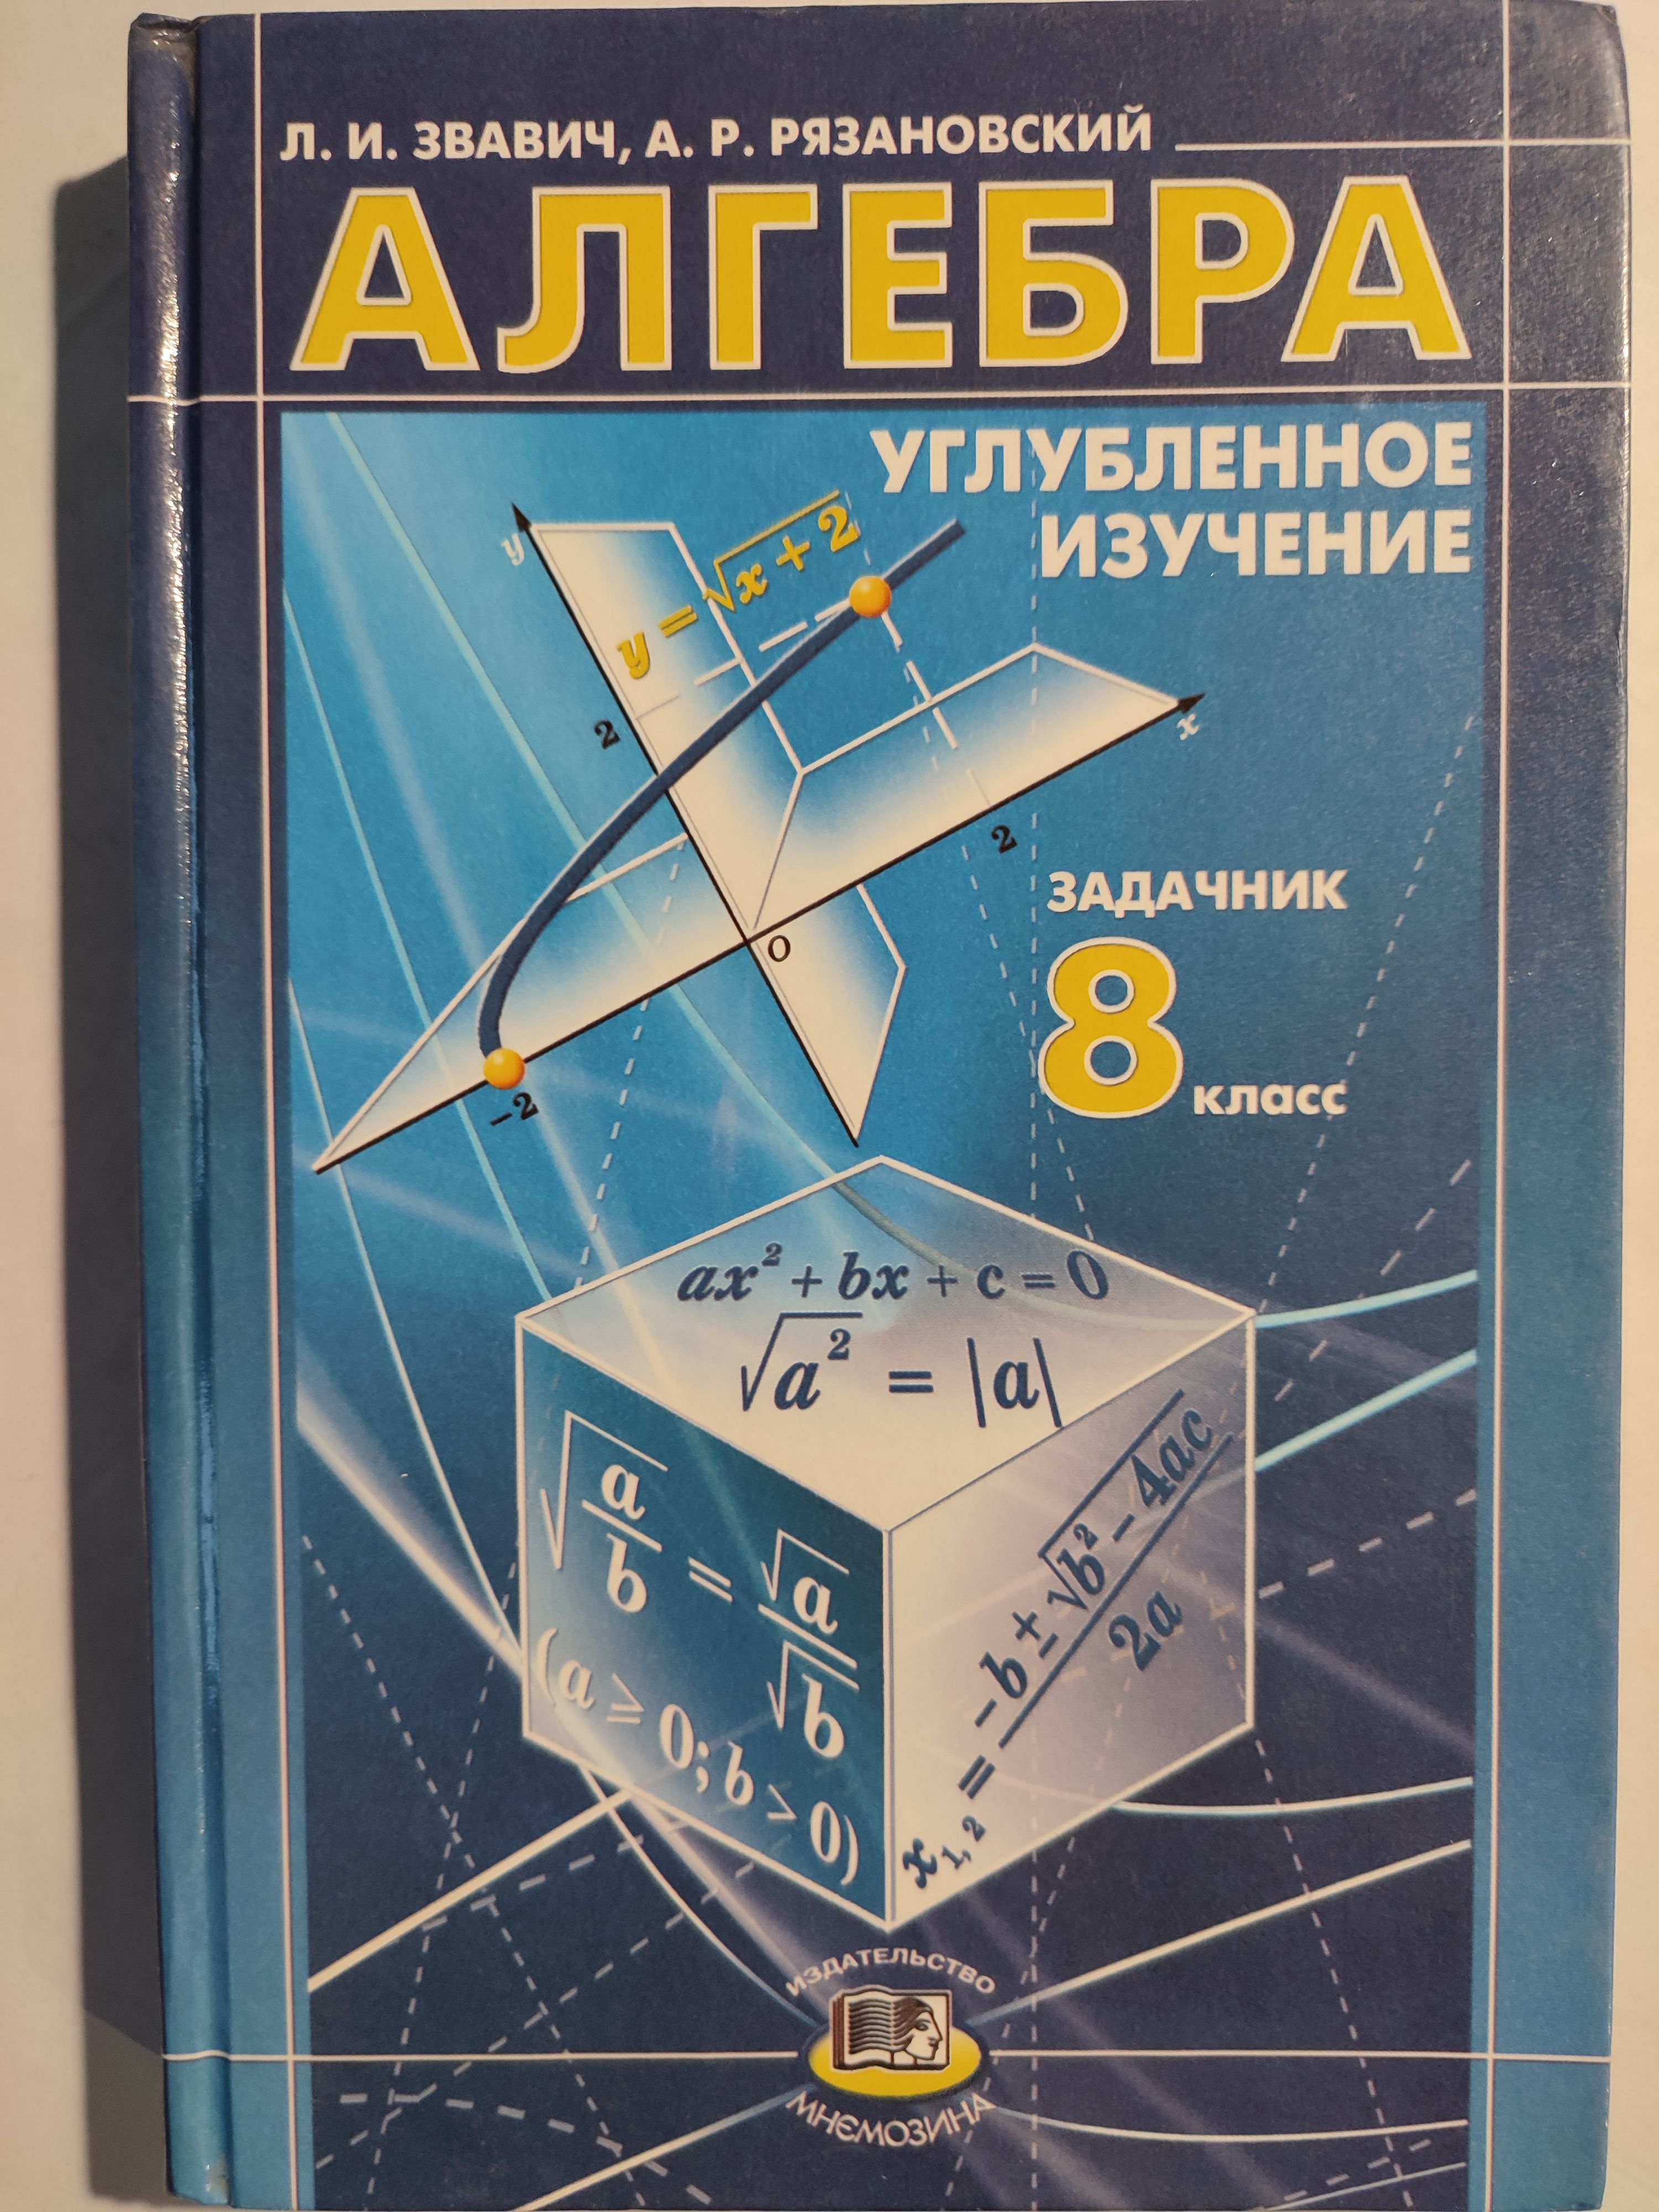 Л. И. ЗВАВИЧ, А. Р. РЯЗАНОВСКИЙ
АЛГЕБРА
УГЛУБЛЕННОЕ
ИЗУЧЕНИЕ
y
y = √x + 2
2
x
2
0
−2
ЗАДАЧНИК
8 класс
ax² + bx + c = 0
√a² = |a|
√a/b = √a/√b
(a ≥ 0; b > 0)
x₁, ₂ = −b ± √b² − 4ac / 2a
ИЗДАТЕЛЬСТВО
МНЕМОЗИНА